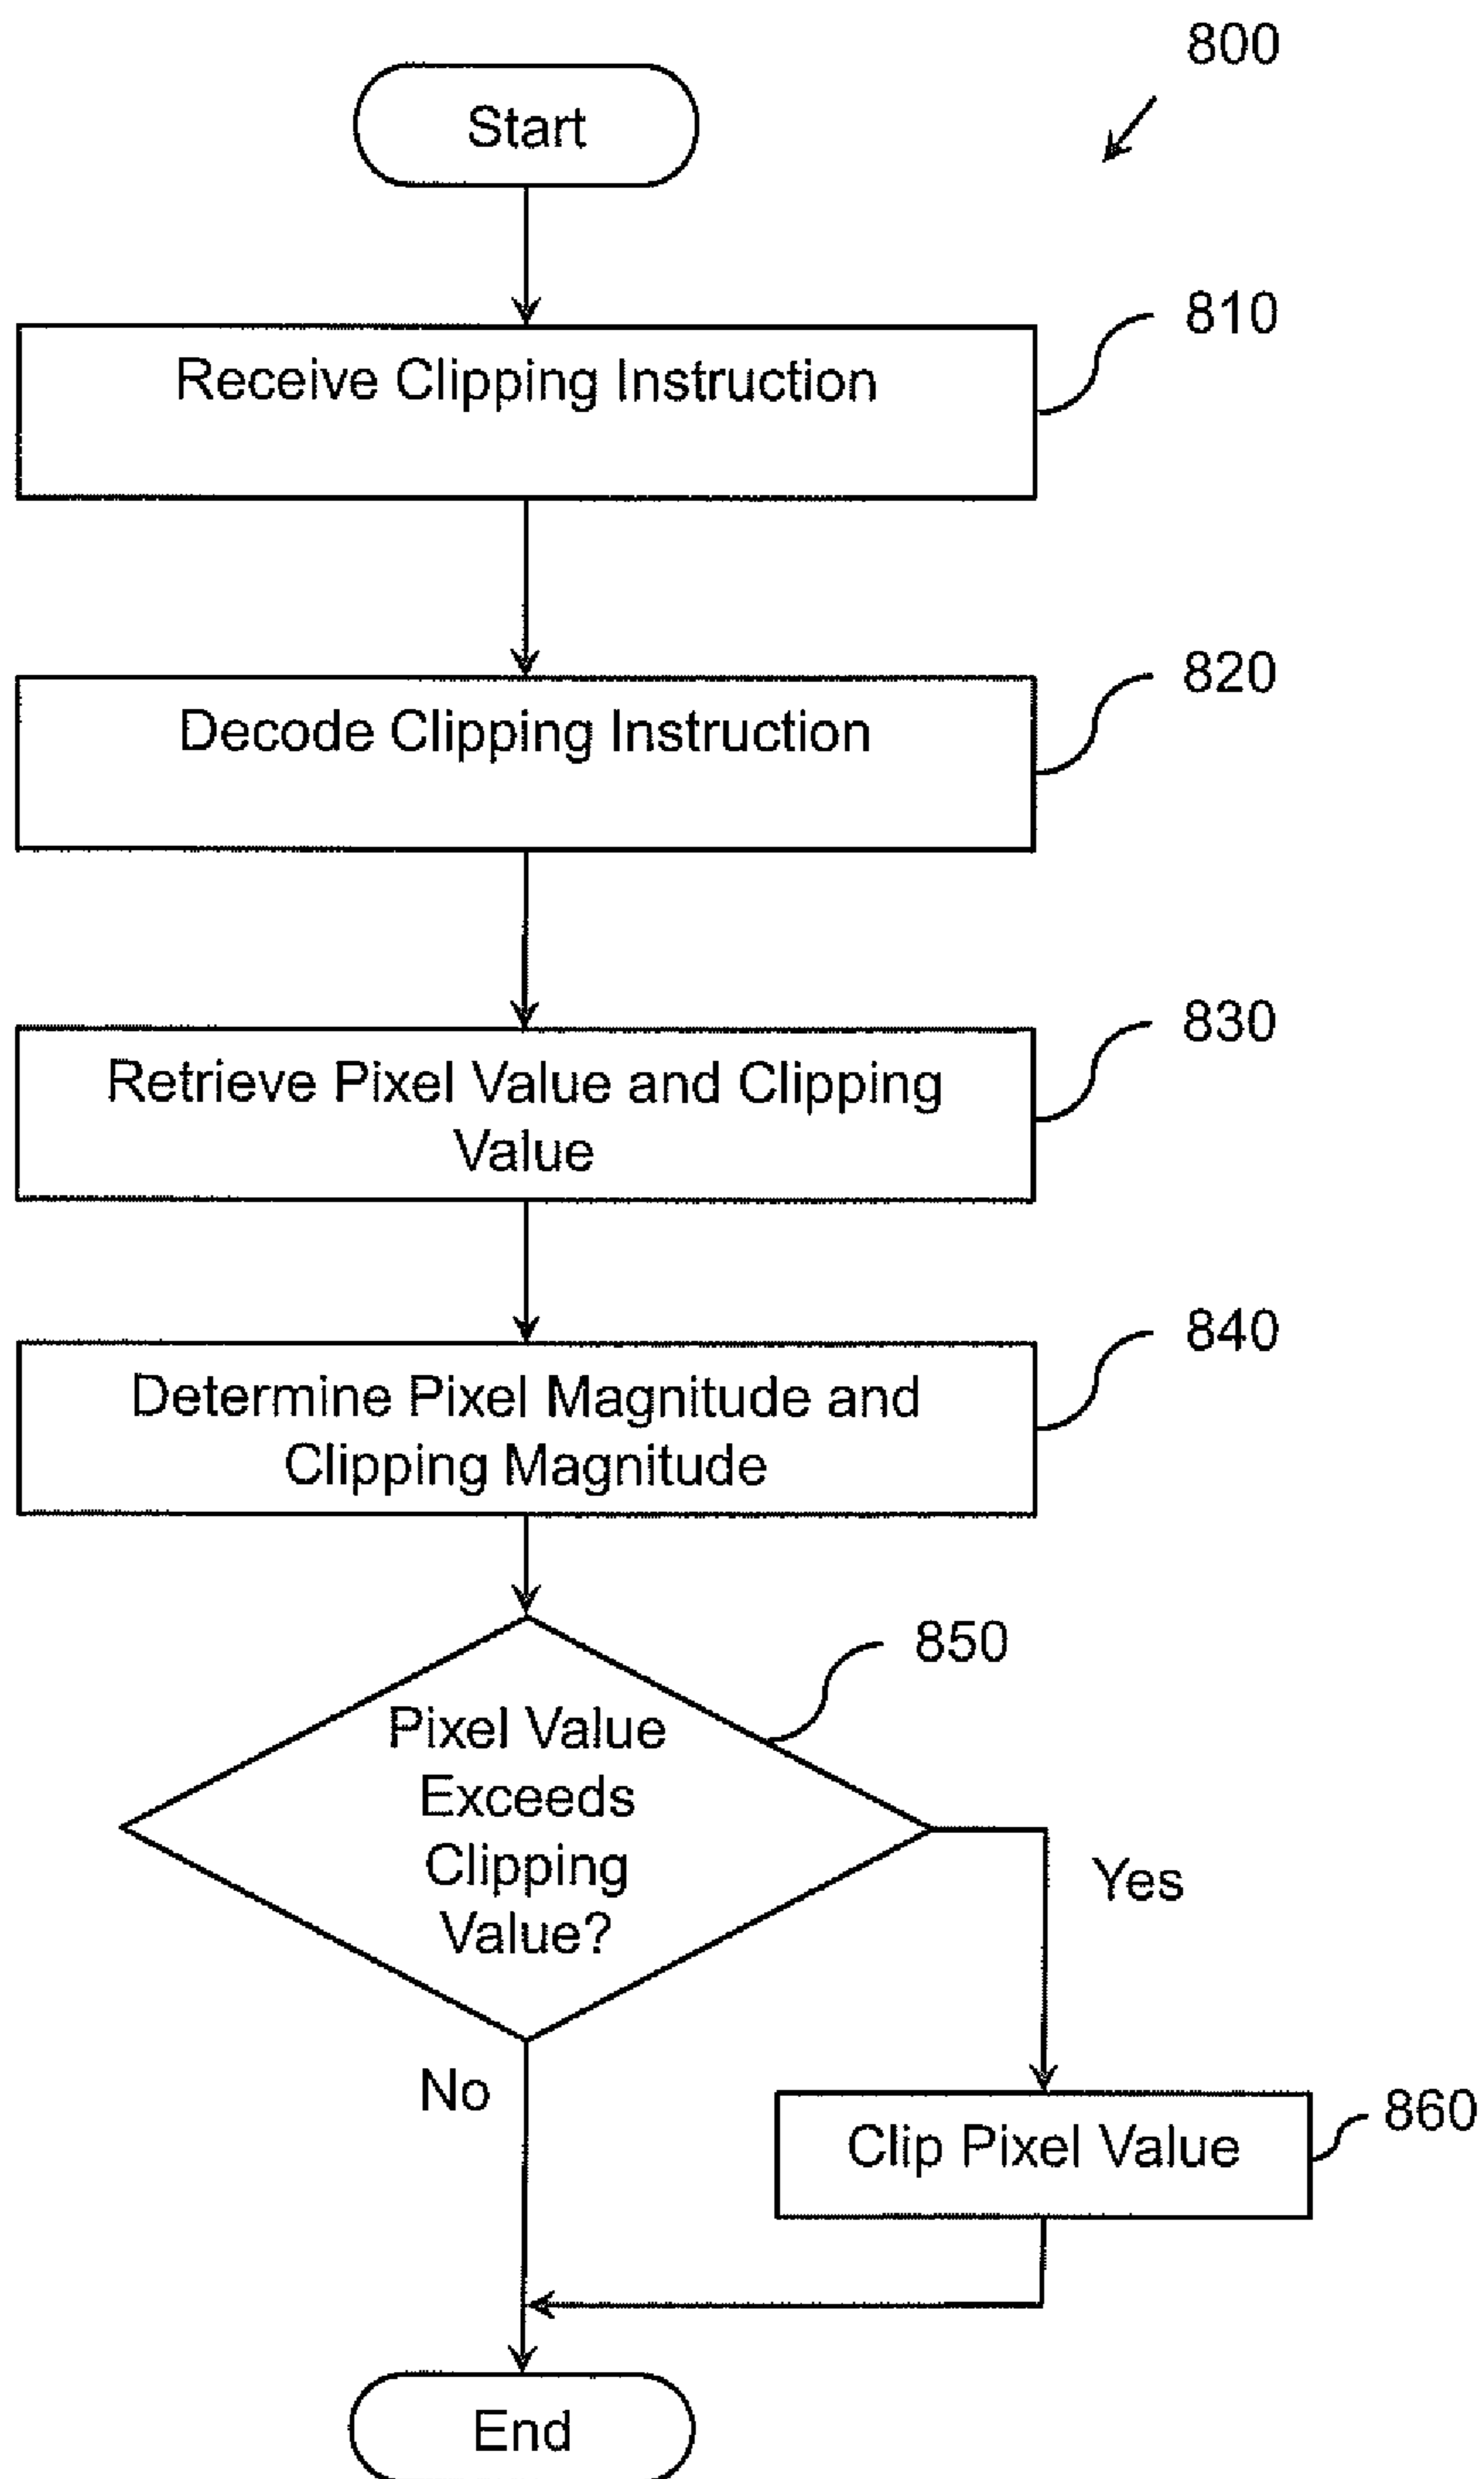 800
Start
810
Receive Clipping Instruction
820
Decode Clipping Instruction
830
Retrieve Pixel Value and Clipping
Value
840
Determine Pixel Magnitude and
Clipping Magnitude
850
Pixel Value
Exceeds
Clipping
Value?
Yes
No
860
Clip Pixel Value
End